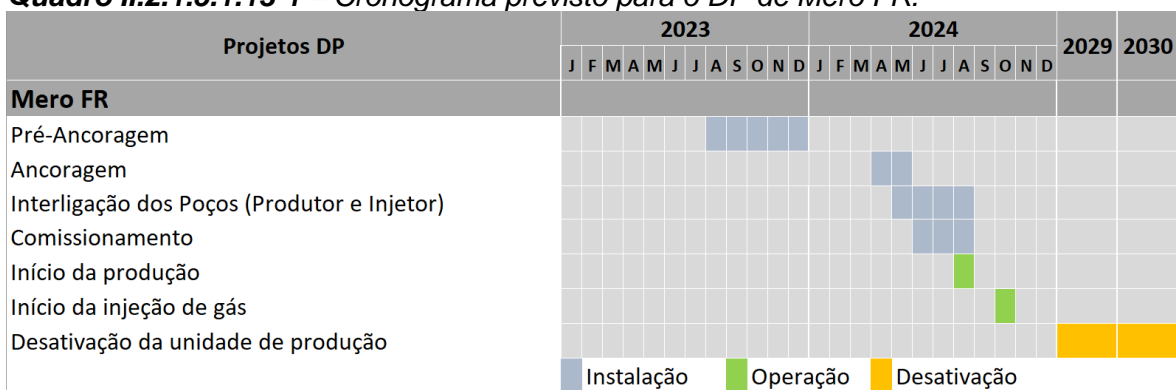 Quadro II.2.1.3.1.13-1 – Cronograma previsto para o DP de Mero FR.
Projetos DP 2023 2024 2029 2030
J F M A M J J A S O N D J F M A M J J A S O N D
Mero FR
Pré-Ancoragem
Ancoragem
Interligação dos Poços (Produtor e Injetor)
Comissionamento
Início da produção
Início da injeção de gás
Desativação da unidade de produção
Instalação Operação Desativação